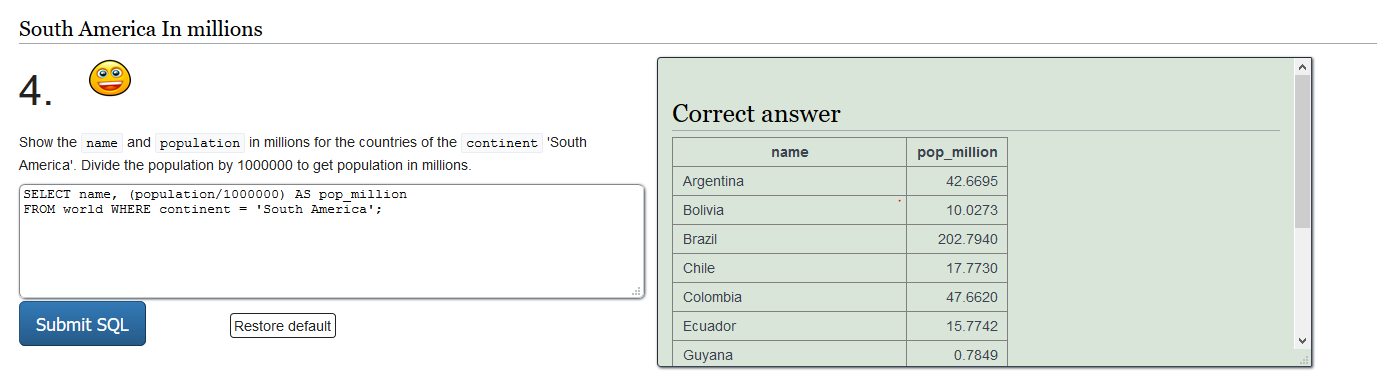 South America In millions
4.
Show the name and population in millions for the countries of the continent 'South
America'. Divide the population by 1000000 to get population in millions.
SELECT name, (population/1000000) AS pop_million
FROM world WHERE continent = 'South America';
Submit SQL
Restore default
Correct answer
name pop_million
Argentina 42.6695
Bolivia 10.0273
Brazil 202.7940
Chile 17.7730
Colombia 47.6620
Ecuador 15.7742
Guyana 0.7849